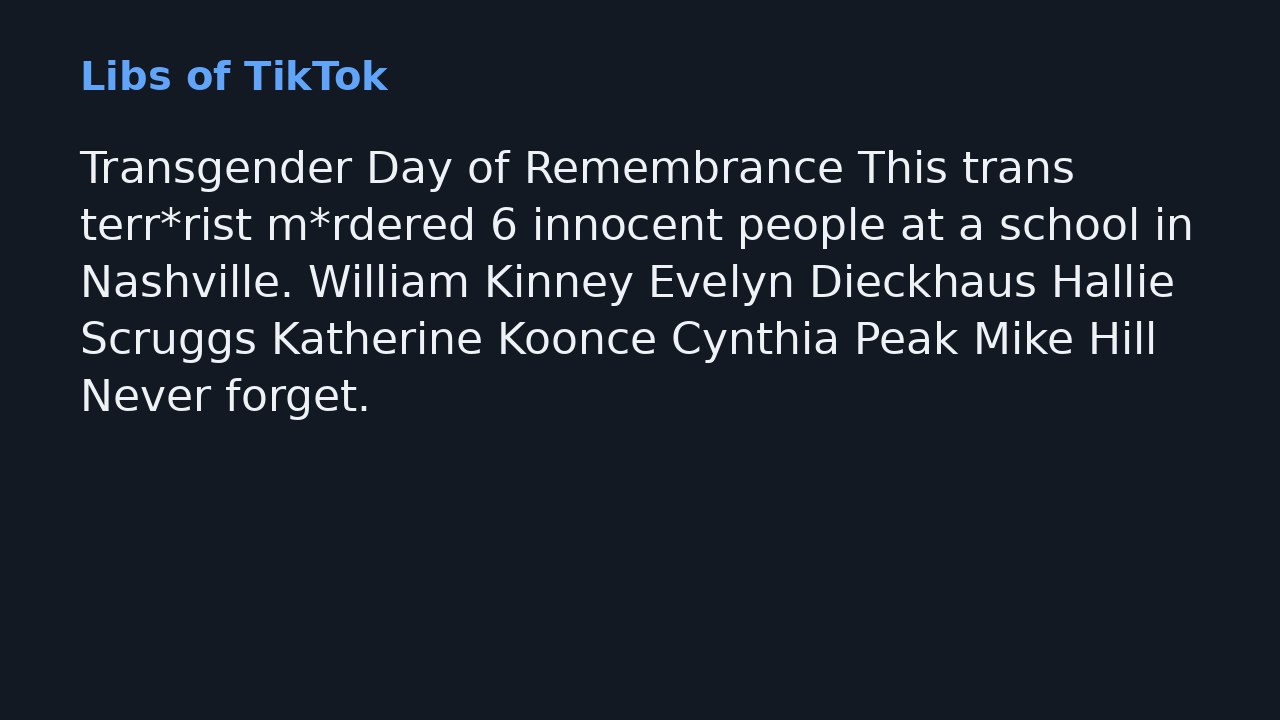 Libs of TikTok
Transgender Day of Remembrance This trans
terr*rist m*rdered 6 innocent people at a school in
Nashville. William Kinney Evelyn Dieckhaus Hallie
Scruggs Katherine Koonce Cynthia Peak Mike Hill
Never forget.